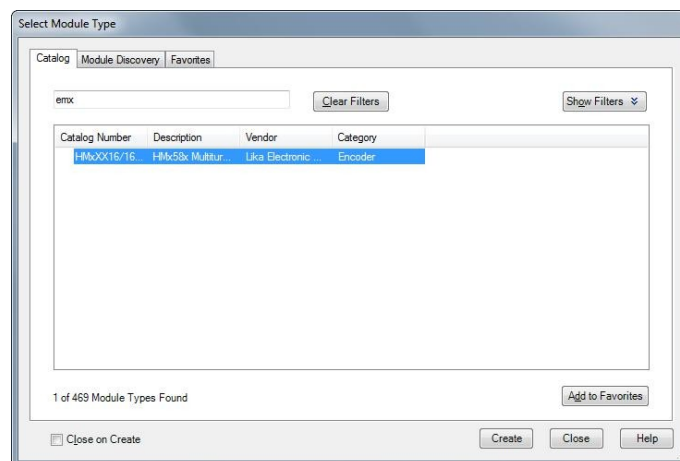 Select Module Type
Catalog Module Discovery Favorites
emx Clear Filters Show Filters
Catalog Number Description Vendor Category
HMxXX16/16... HMx58x Multitur... Lika Electronic ... Encoder
1 of 469 Module Types Found Add to Favorites
Close on Create Create Close Help